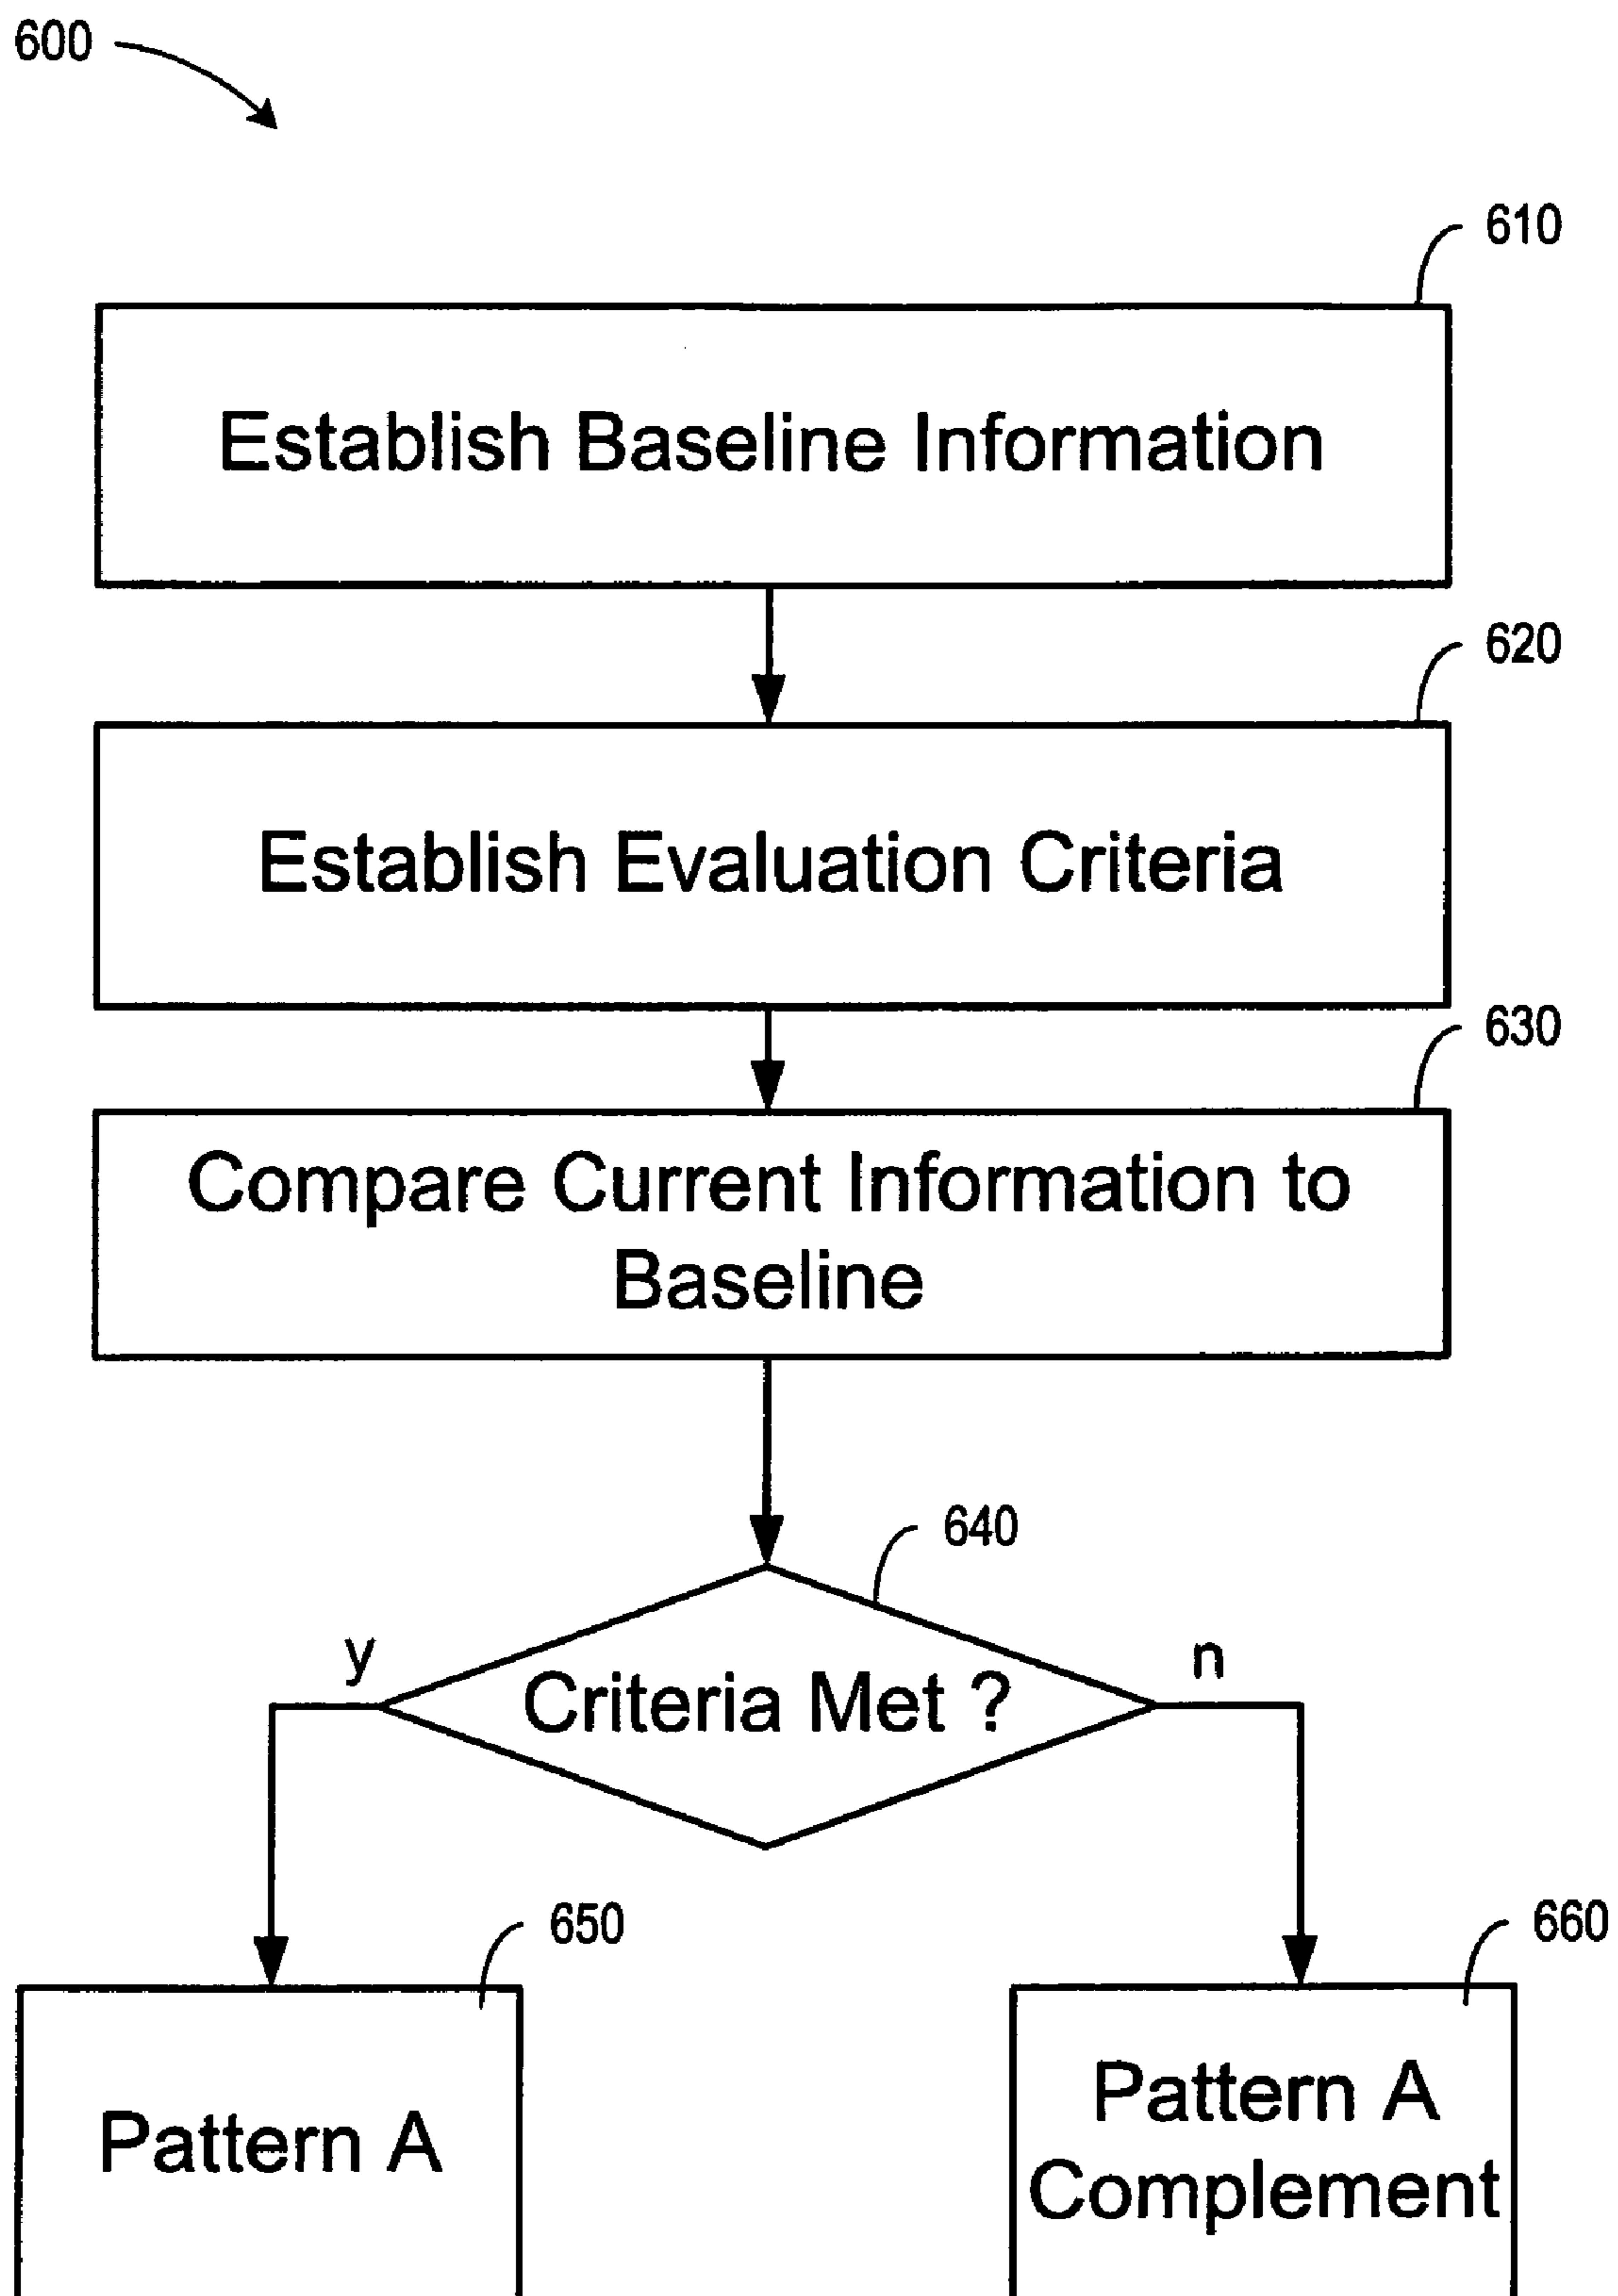 600
610
Establish Baseline Information
620
Establish Evaluation Criteria
630
Compare Current Information to
Baseline
640
y
n
Criteria Met ?
650
660
Pattern A
Pattern A
Complement